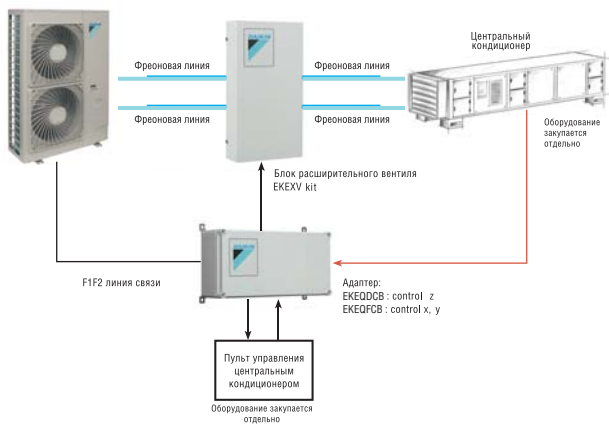 Центральный
кондиционер
Фреоновая линия
Фреоновая линия
Фреоновая линия
Фреоновая линия
Оборудование
закупается
отдельно
Блок расширительного вентиля
EKEXV kit
F1F2 линия связи
Адаптер:
EKEQDCB : control z
EKEQFCB : control x, y
Пульт управления
центральным
кондиционером
Оборудование закупается
отдельно